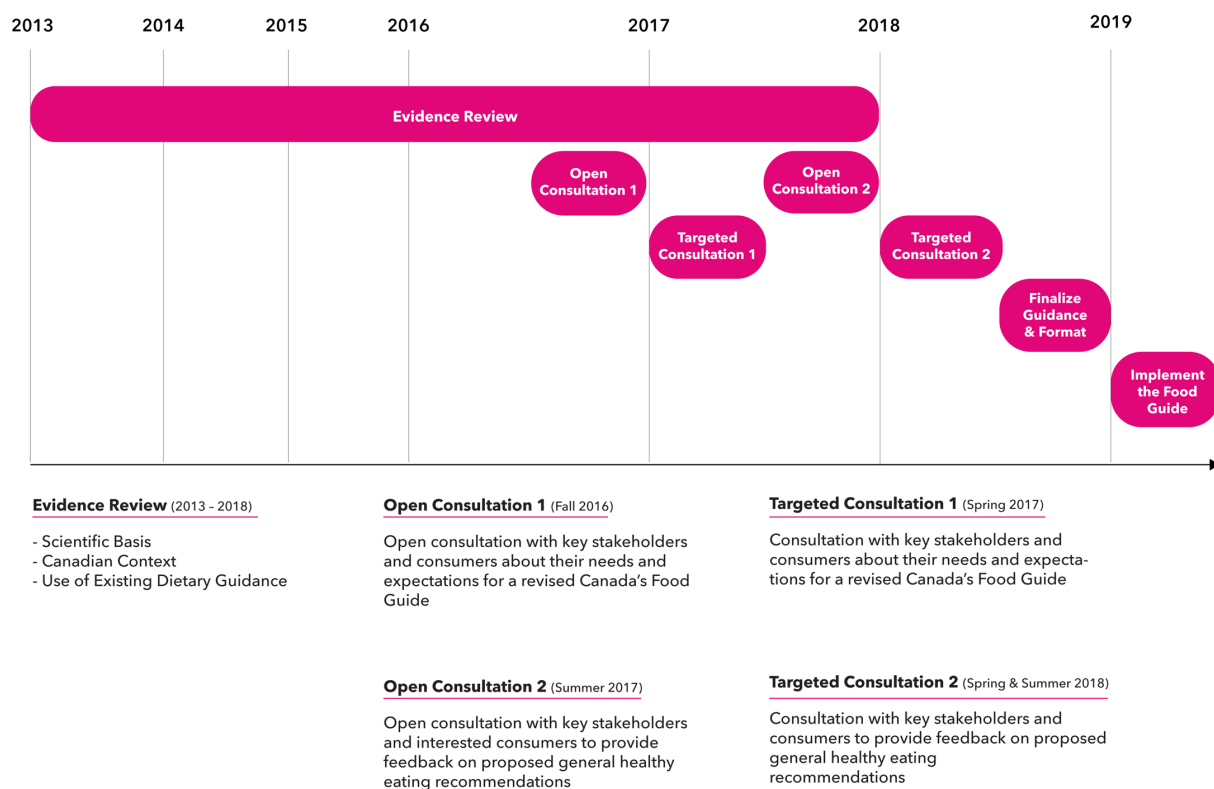 2013 2014 2015 2016 2017 2018 2019
Evidence Review
Open
Consultation 1
Open
Consultation 2
Targeted
Consultation 1
Targeted
Consultation 2
Finalize
Guidance
& Format
Implement
the Food
Guide
Evidence Review (2013 – 2018)
- Scientific Basis
- Canadian Context
- Use of Existing Dietary Guidance
Open Consultation 1 (Fall 2016)
Open consultation with key stakeholders
and consumers about their needs and
expectations for a revised Canada's Food
Guide
Targeted Consultation 1 (Spring 2017)
Consultation with key stakeholders and
consumers about their needs and expecta-
tions for a revised Canada's Food Guide
Open Consultation 2 (Summer 2017)
Open consultation with key stakeholders
and interested consumers to provide
feedback on proposed general healthy
eating recommendations
Targeted Consultation 2 (Spring & Summer 2018)
Consultation with key stakeholders and
consumers to provide feedback on proposed
general healthy eating
recommendations